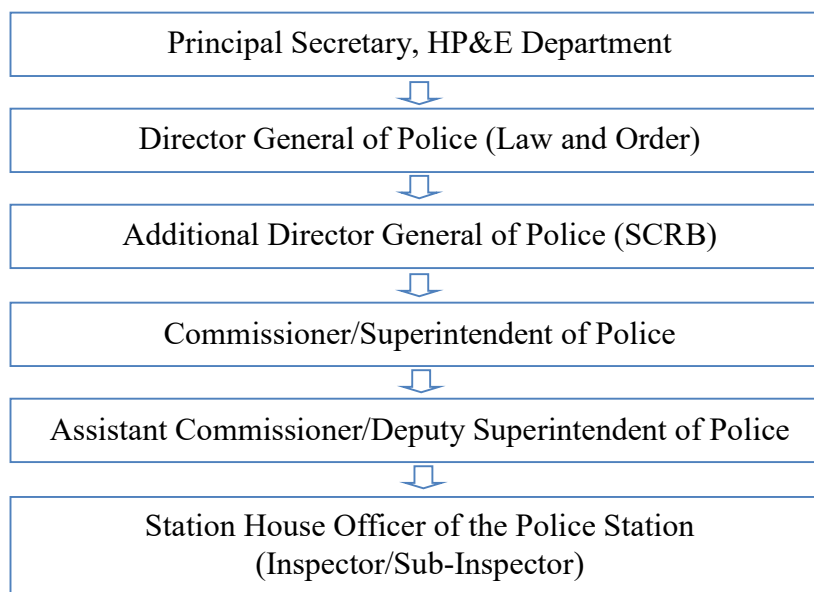 Principal Secretary, HP&E Department
Director General of Police (Law and Order)
Additional Director General of Police (SCRB)
Commissioner/Superintendent of Police
Assistant Commissioner/Deputy Superintendent of Police
Station House Officer of the Police Station
(Inspector/Sub-Inspector)